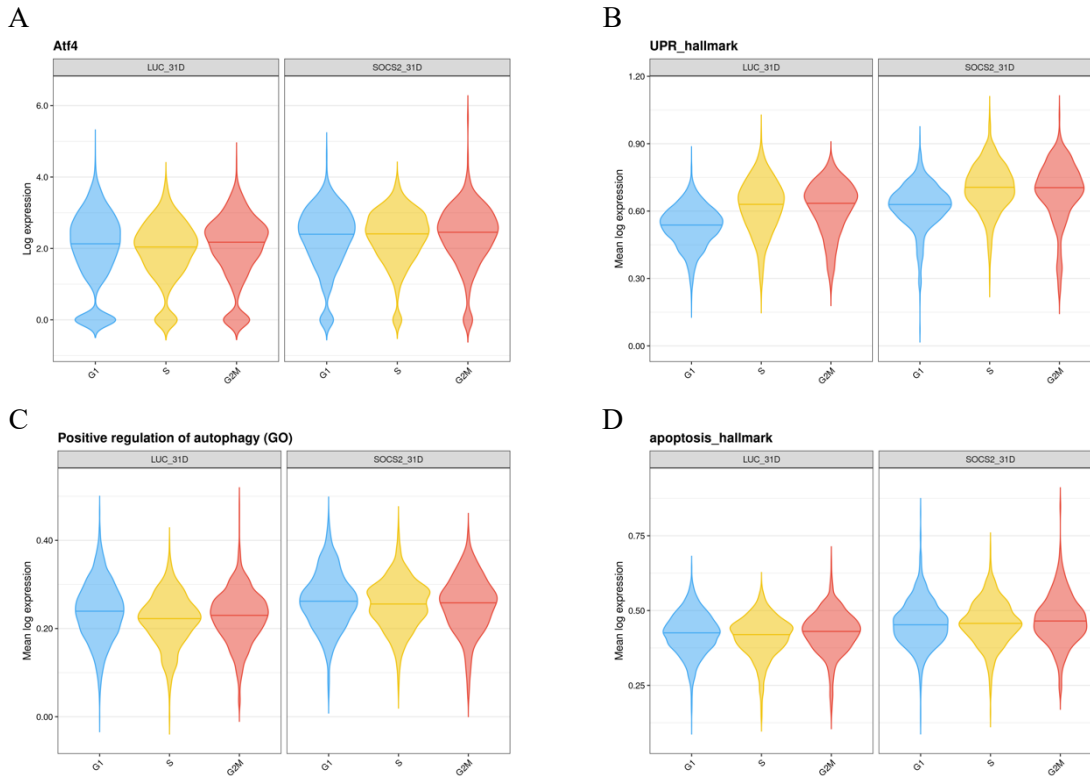 A
Atf4
LUC_31D
SOCS2_31D
Log expression
6.0
4.0
2.0
0.0
G1
S
G2M
G1
S
G2M
B
UPR_hallmark
LUC_31D
SOCS2_31D
Mean log expression
1.20
0.90
0.60
0.30
0.00
G1
S
G2M
G1
S
G2M
C
Positive regulation of autophagy (GO)
LUC_31D
SOCS2_31D
Mean log expression
0.40
0.20
0.00
G1
S
G2M
G1
S
G2M
D
apoptosis_hallmark
LUC_31D
SOCS2_31D
Mean log expression
0.75
0.50
0.25
G1
S
G2M
G1
S
G2M